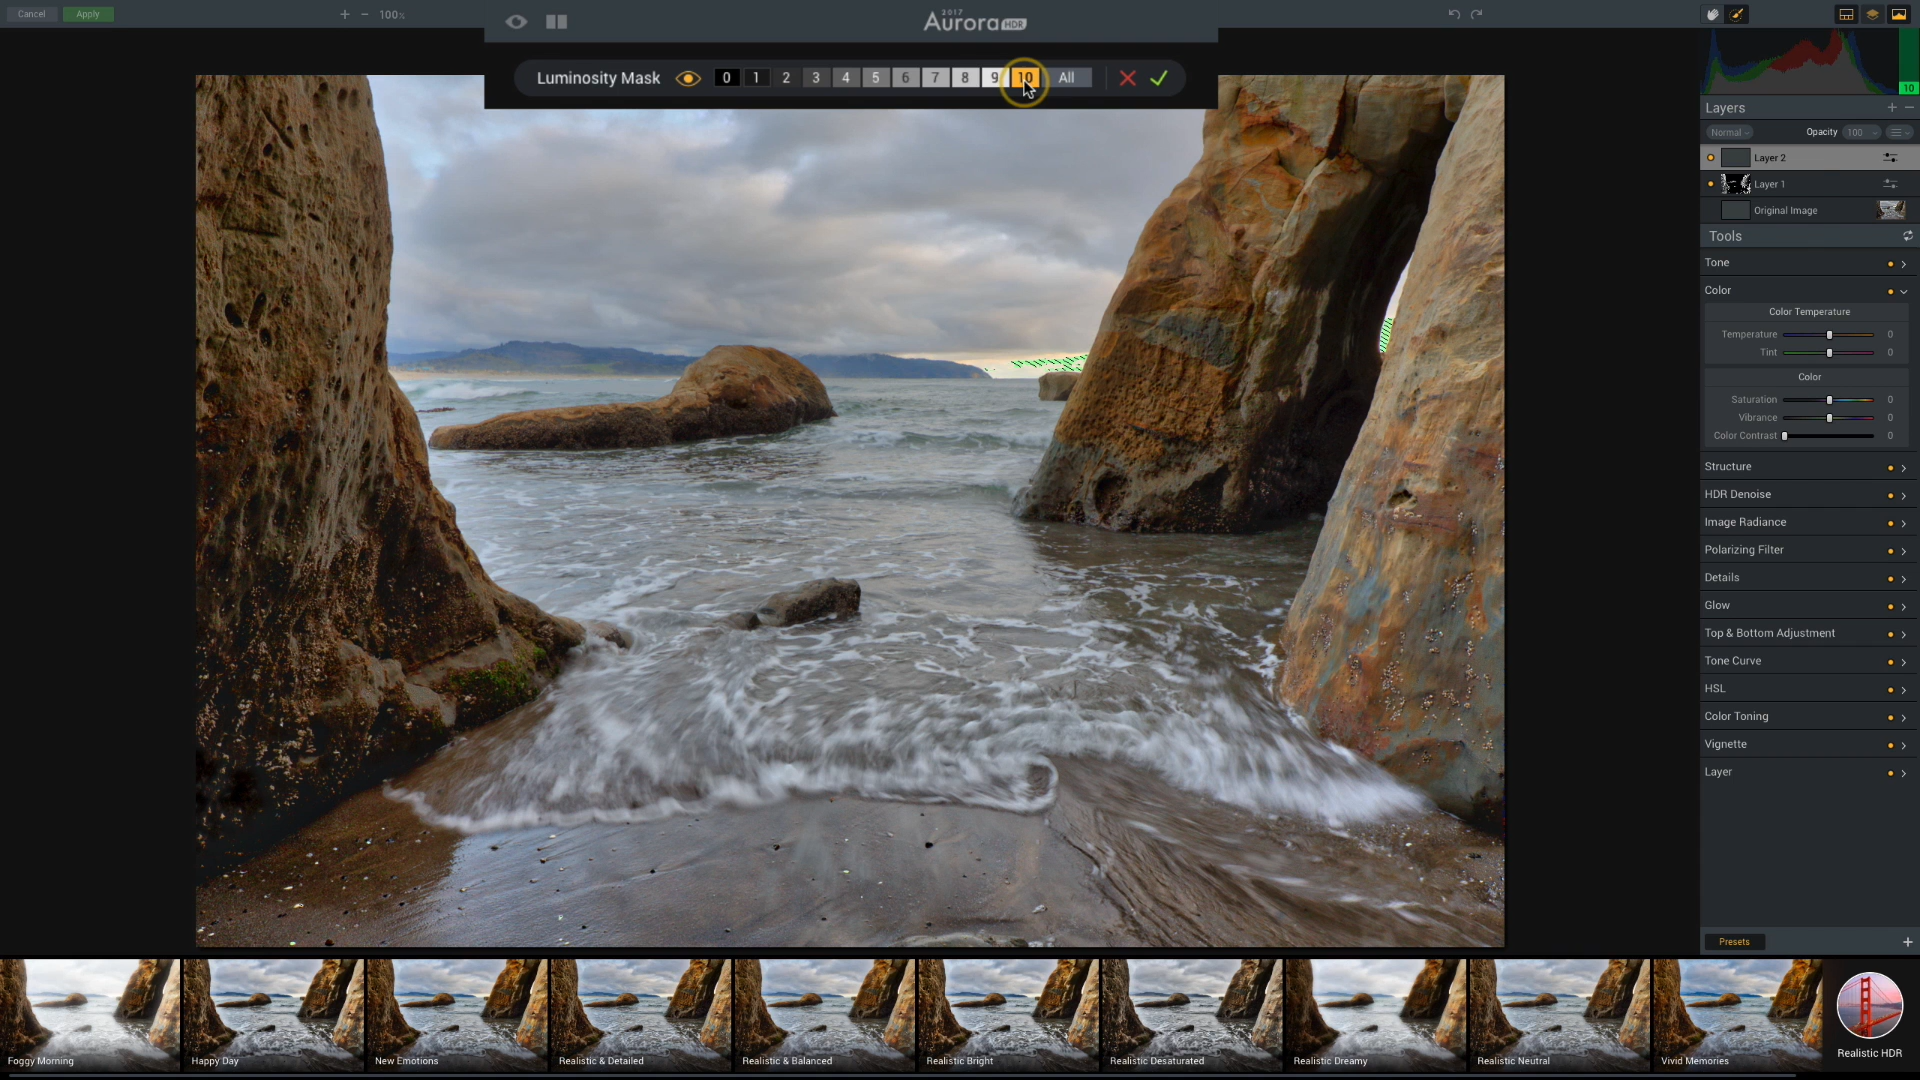 Cancel
Apply
+ − 100%
2017
Aurora HDR
Luminosity Mask 0 1 2 3 4 5 6 7 8 9 10 All
10
Layers
Normal Opacity 100
Layer 2
Layer 1
Original Image
Tools
Tone
Color
Color Temperature
Temperature 0
Tint 0
Color
Saturation 0
Vibrance 0
Color Contrast 0
Structure
HDR Denoise
Image Radiance
Polarizing Filter
Details
Glow
Top & Bottom Adjustment
Tone Curve
HSL
Color Toning
Vignette
Layer
Presets +
Foggy Morning
Happy Day
New Emotions
Realistic & Detailed
Realistic & Balanced
Realistic Bright
Realistic Desaturated
Realistic Dreamy
Realistic Neutral
Vivid Memories
Realistic HDR